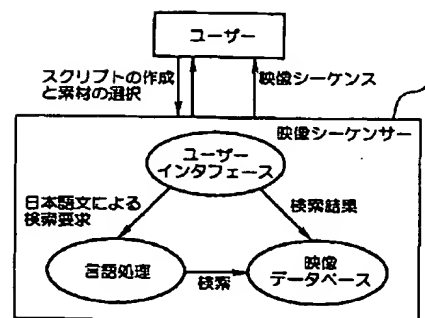 ユーザー
スクリプトの作成
と素材の選択
映像シーケンス
映像シーケンサー
ユーザー
インタフェース
日本語文による
検索要求
検索結果
言語処理
検索
映像
データベース